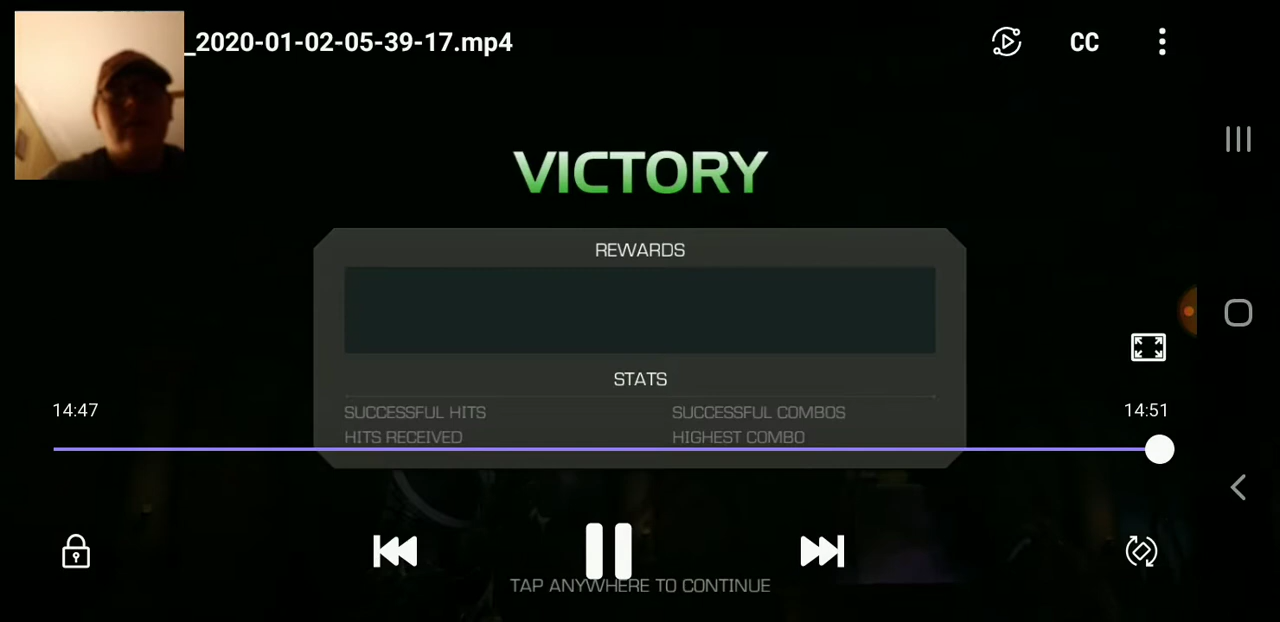 _2020-01-02-05-39-17.mp4
CC
VICTORY
REWARDS
STATS
SUCCESSFUL HITS
SUCCESSFUL COMBOS
HITS RECEIVED
HIGHEST COMBO
14:47
14:51
TAP ANYWHERE TO CONTINUE